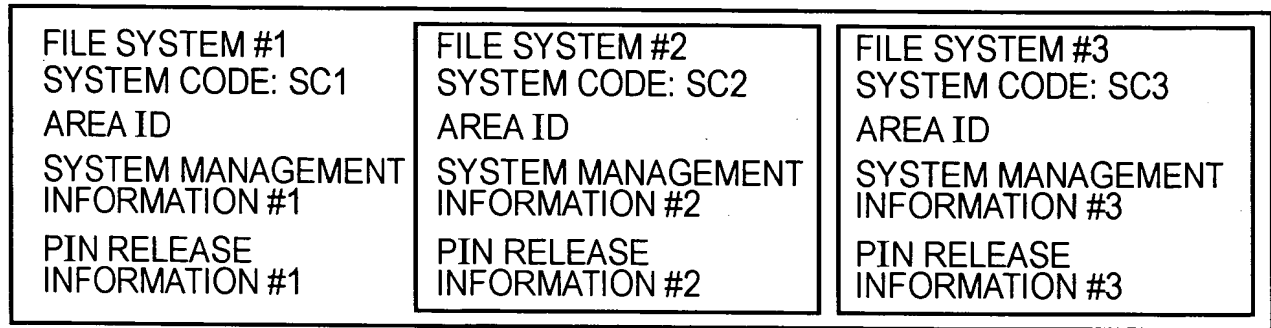 FILE SYSTEM #1
SYSTEM CODE: SC1
AREA ID
SYSTEM MANAGEMENT
INFORMATION #1
PIN RELEASE
INFORMATION #1
FILE SYSTEM #2
SYSTEM CODE: SC2
AREA ID
SYSTEM MANAGEMENT
INFORMATION #2
PIN RELEASE
INFORMATION #2
FILE SYSTEM #3
SYSTEM CODE: SC3
AREA ID
SYSTEM MANAGEMENT
INFORMATION #3
PIN RELEASE
INFORMATION #3